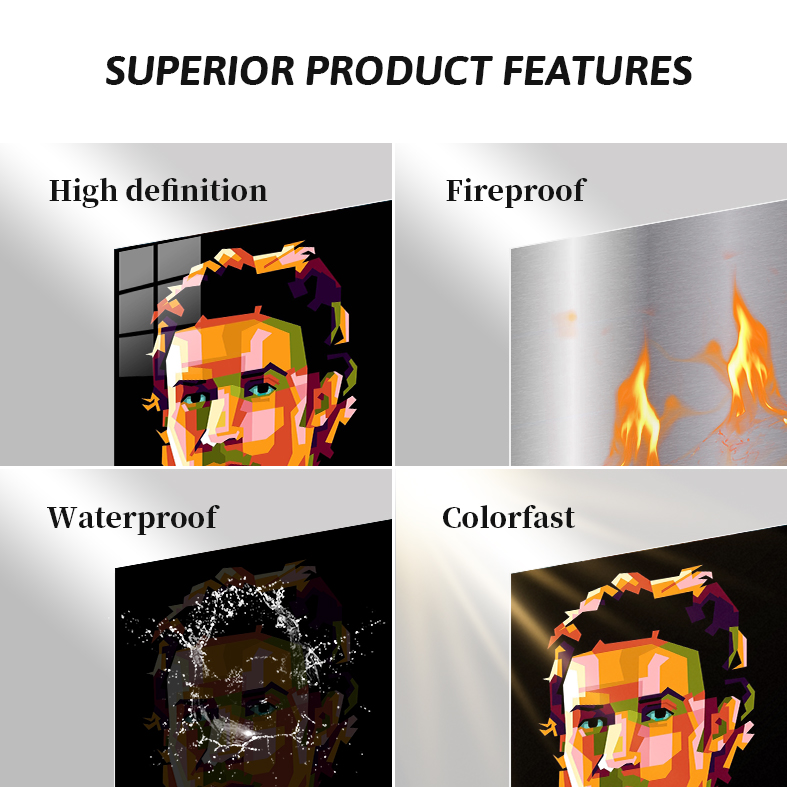 SUPERIOR PRODUCT FEATURES
High definition
Fireproof
Waterproof
Colorfast